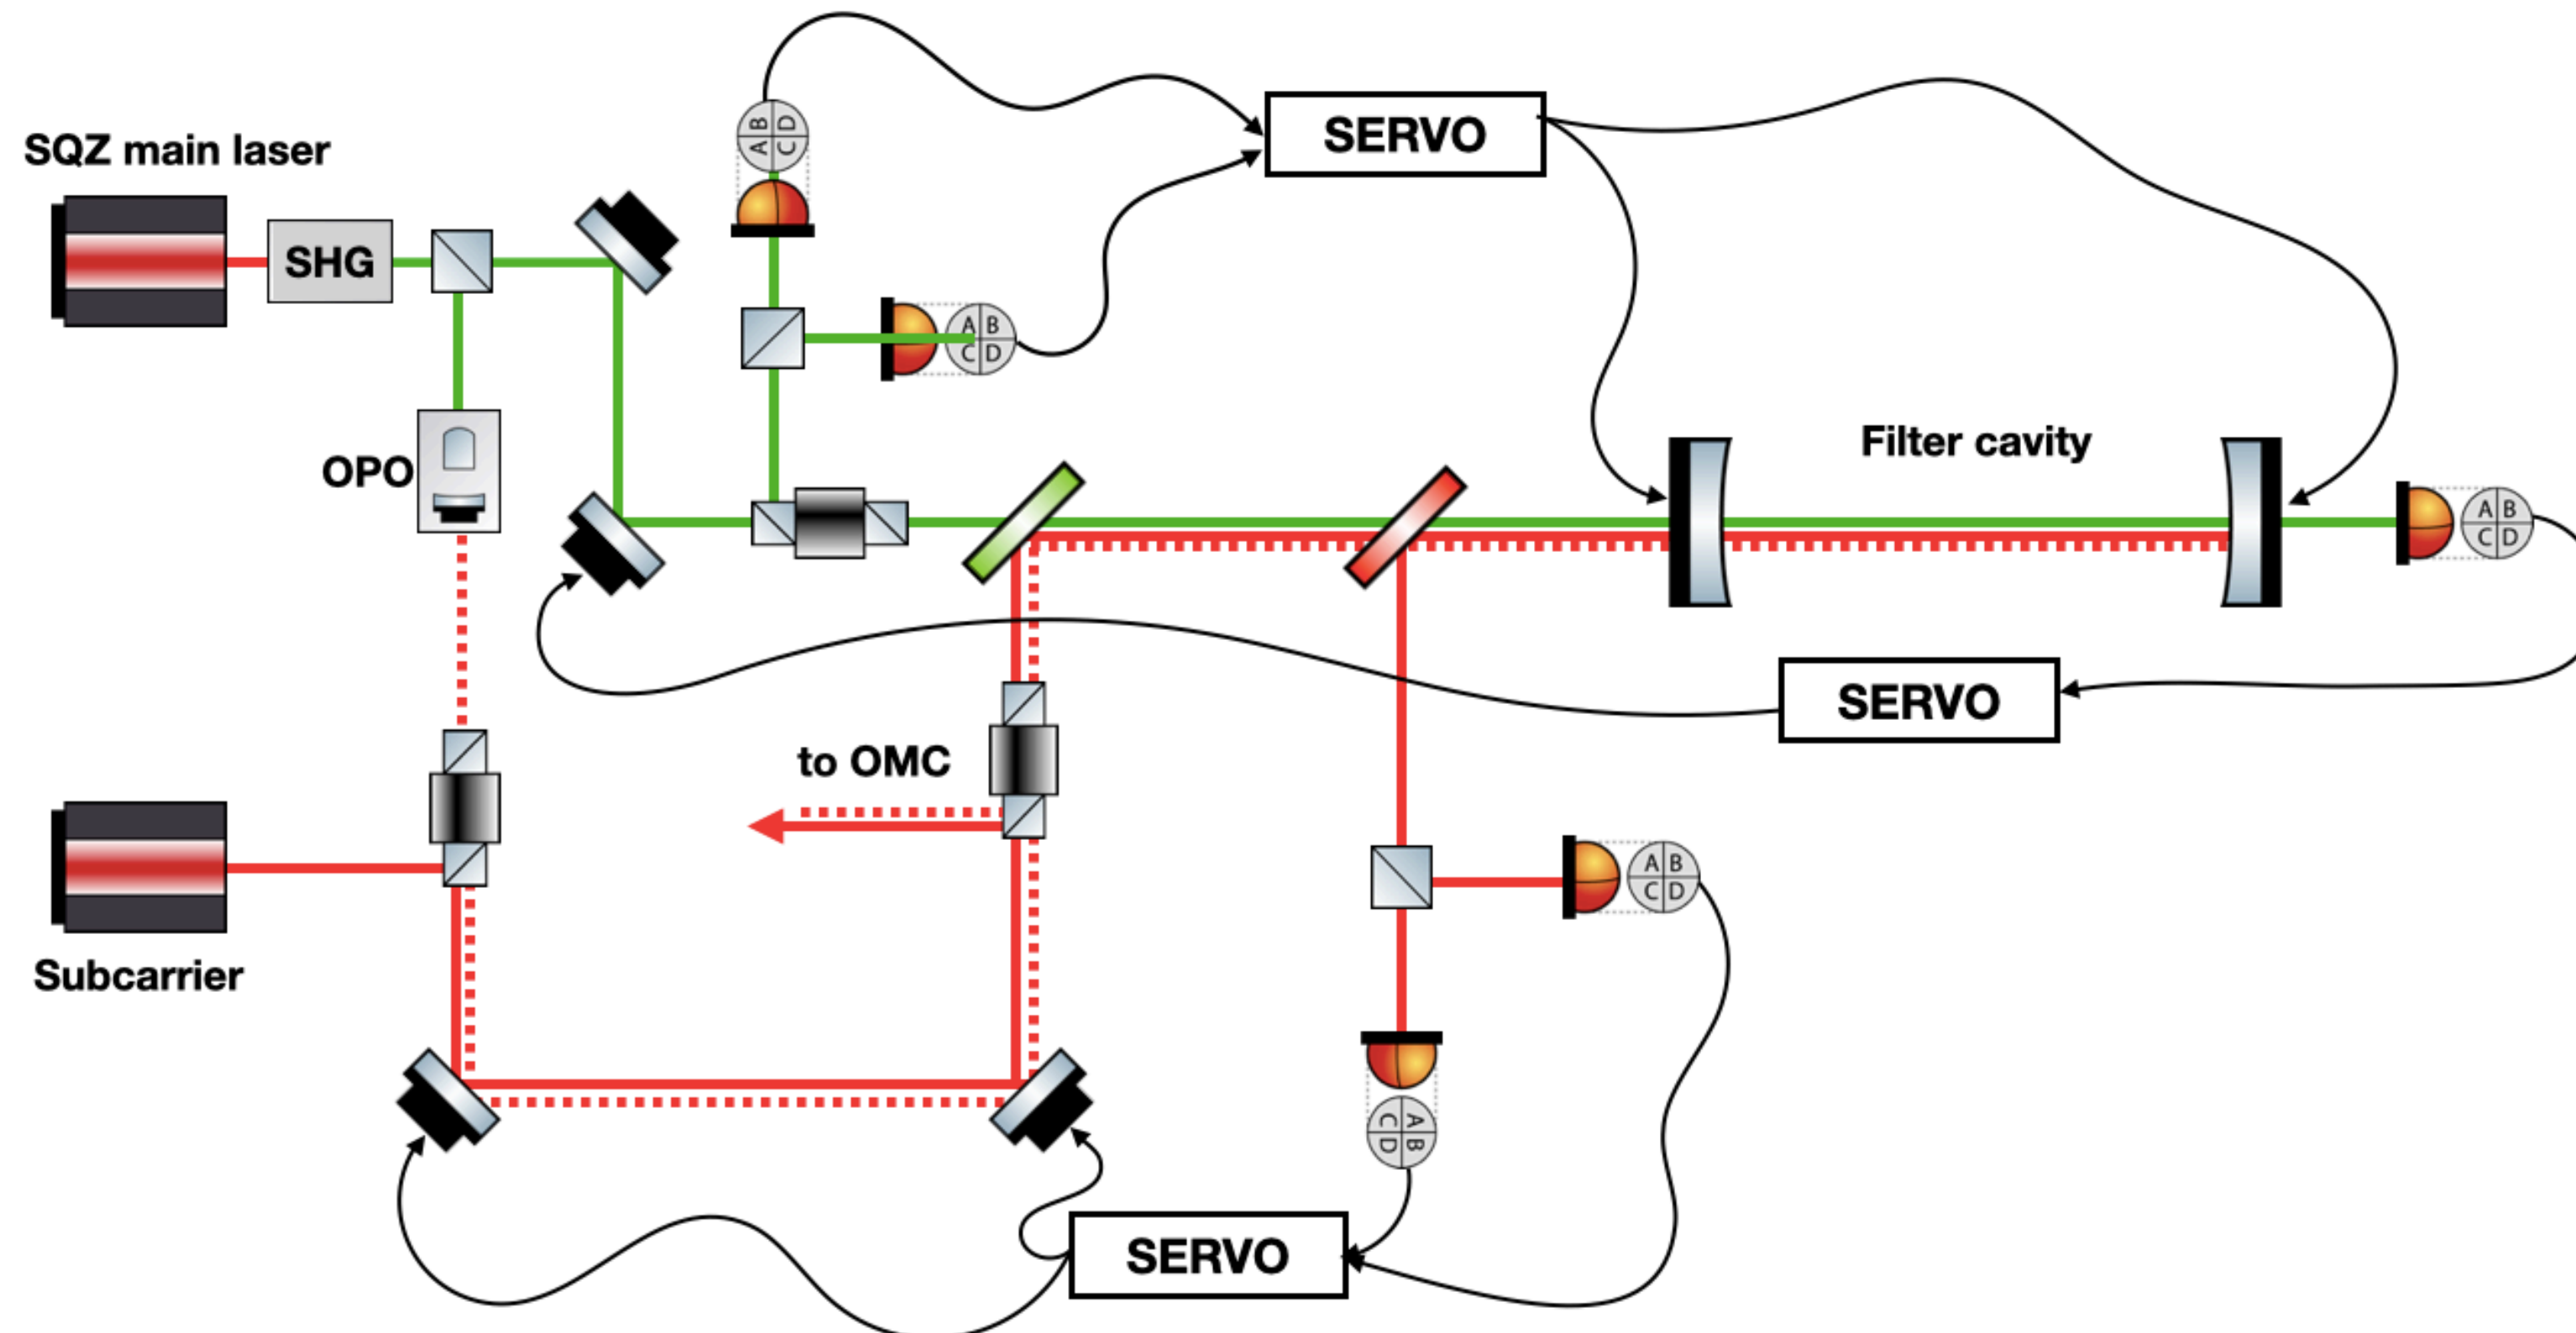 SQZ main laser
SHG
OPO
Subcarrier
to OMC
A B
C D
A B
C D
SERVO
Filter cavity
A B
C D
SERVO
A B
C D
A B
C D
SERVO